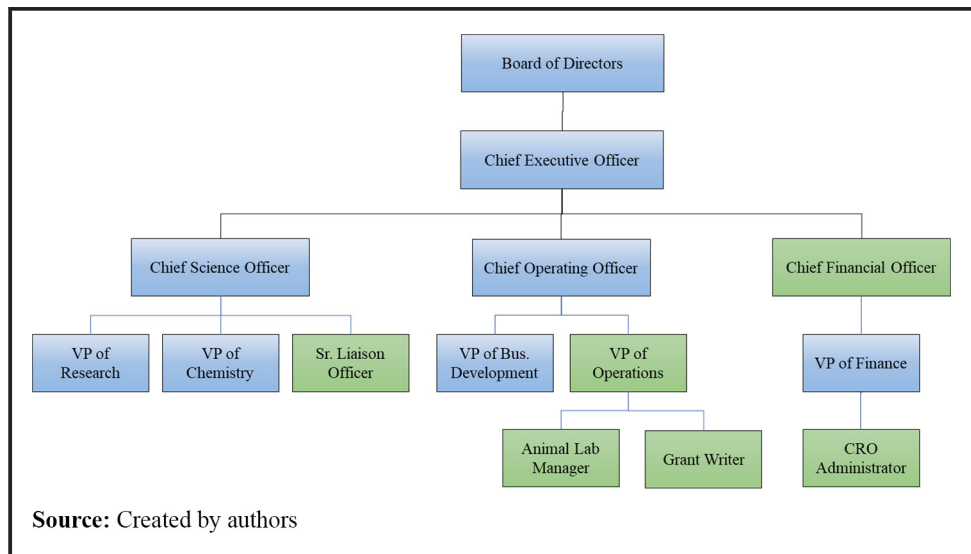 Board of Directors
Chief Executive Officer
Chief Science Officer
Chief Operating Officer
Chief Financial Officer
VP of
Research
VP of
Chemistry
Sr. Liaison
Officer
VP of Bus.
Development
VP of
Operations
VP of Finance
Animal Lab
Manager
Grant Writer
CRO
Administrator
Source: Created by authors